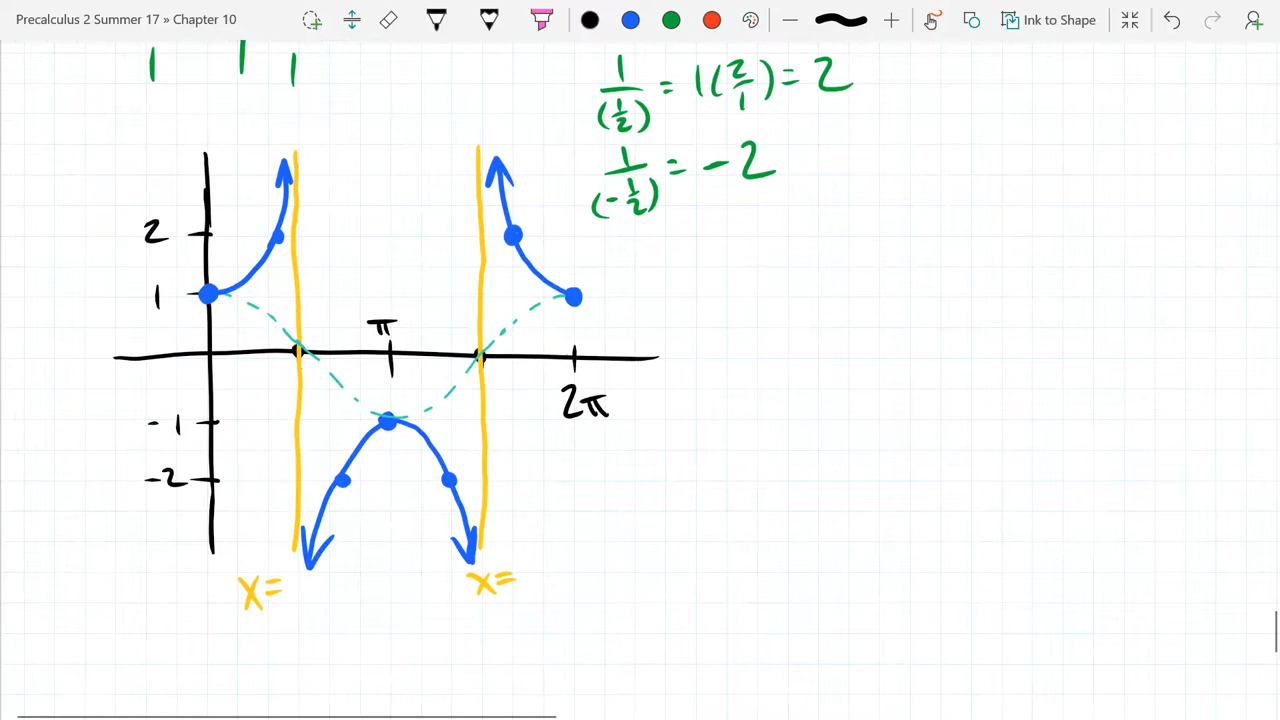 Precalculus 2 Summer 17 » Chapter 10
Ink to Shape
1/(1/2) = 1(2/1) = 2
1/(-1/2) = -2
2
1
π
2π
-1
-2
x=
x=